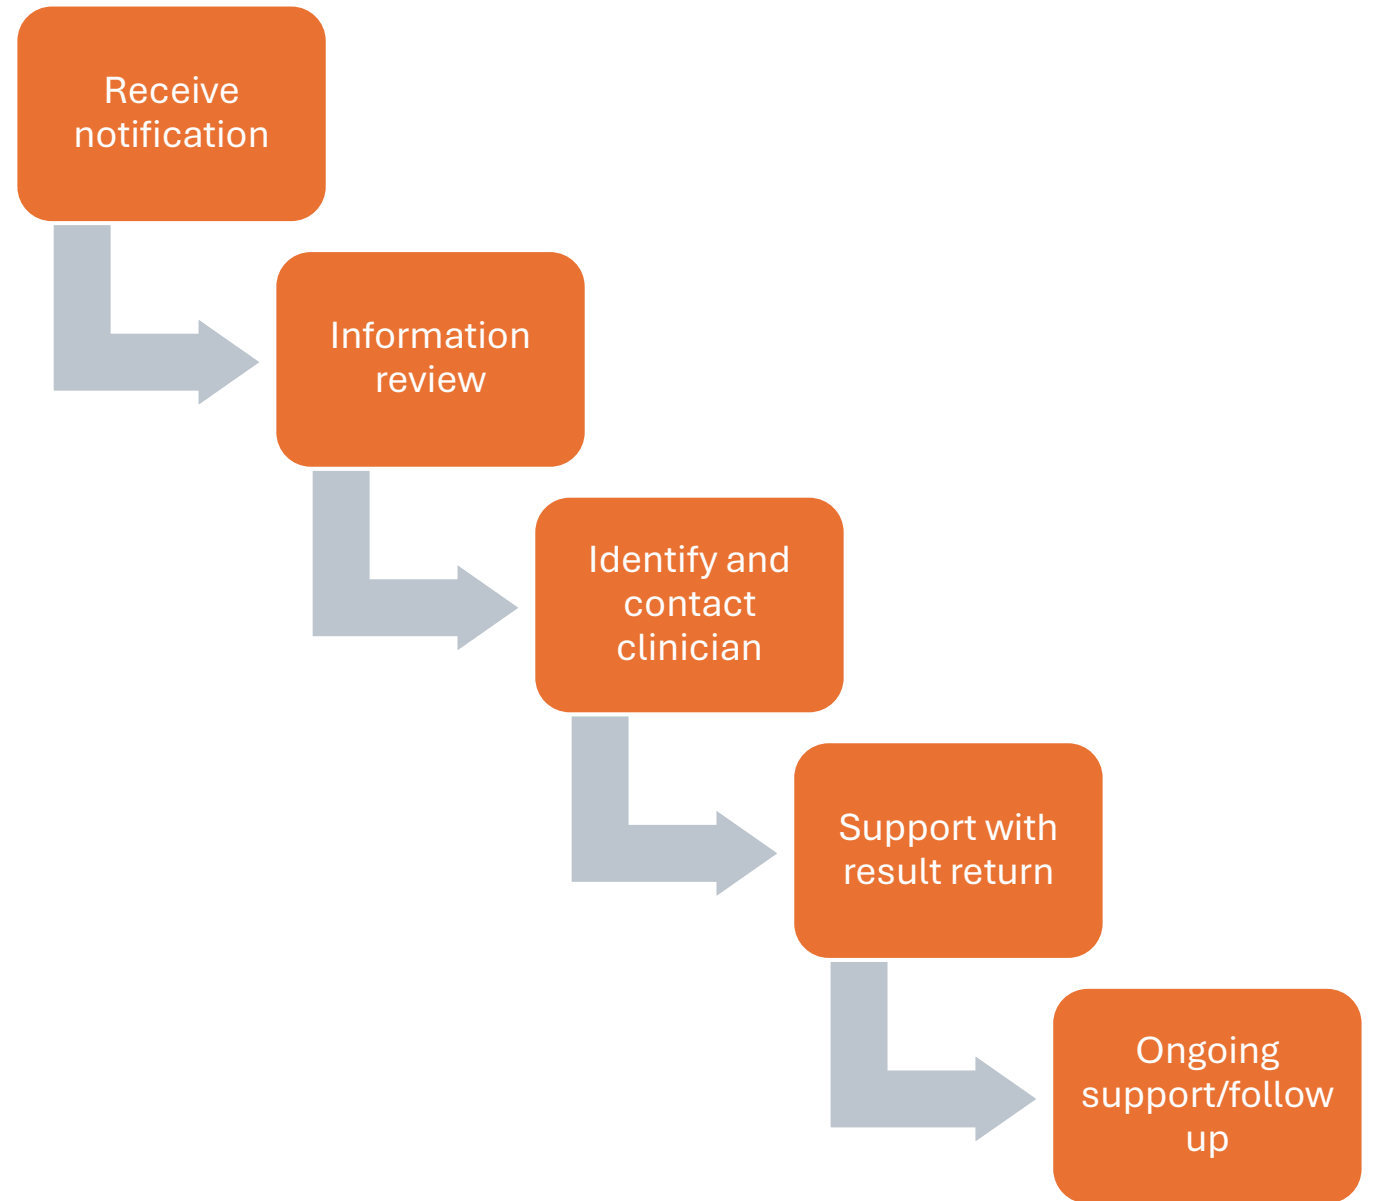 Receive
notification
Information
review
Identify and
contact
clinician
Support with
result return
Ongoing
support/follow
up